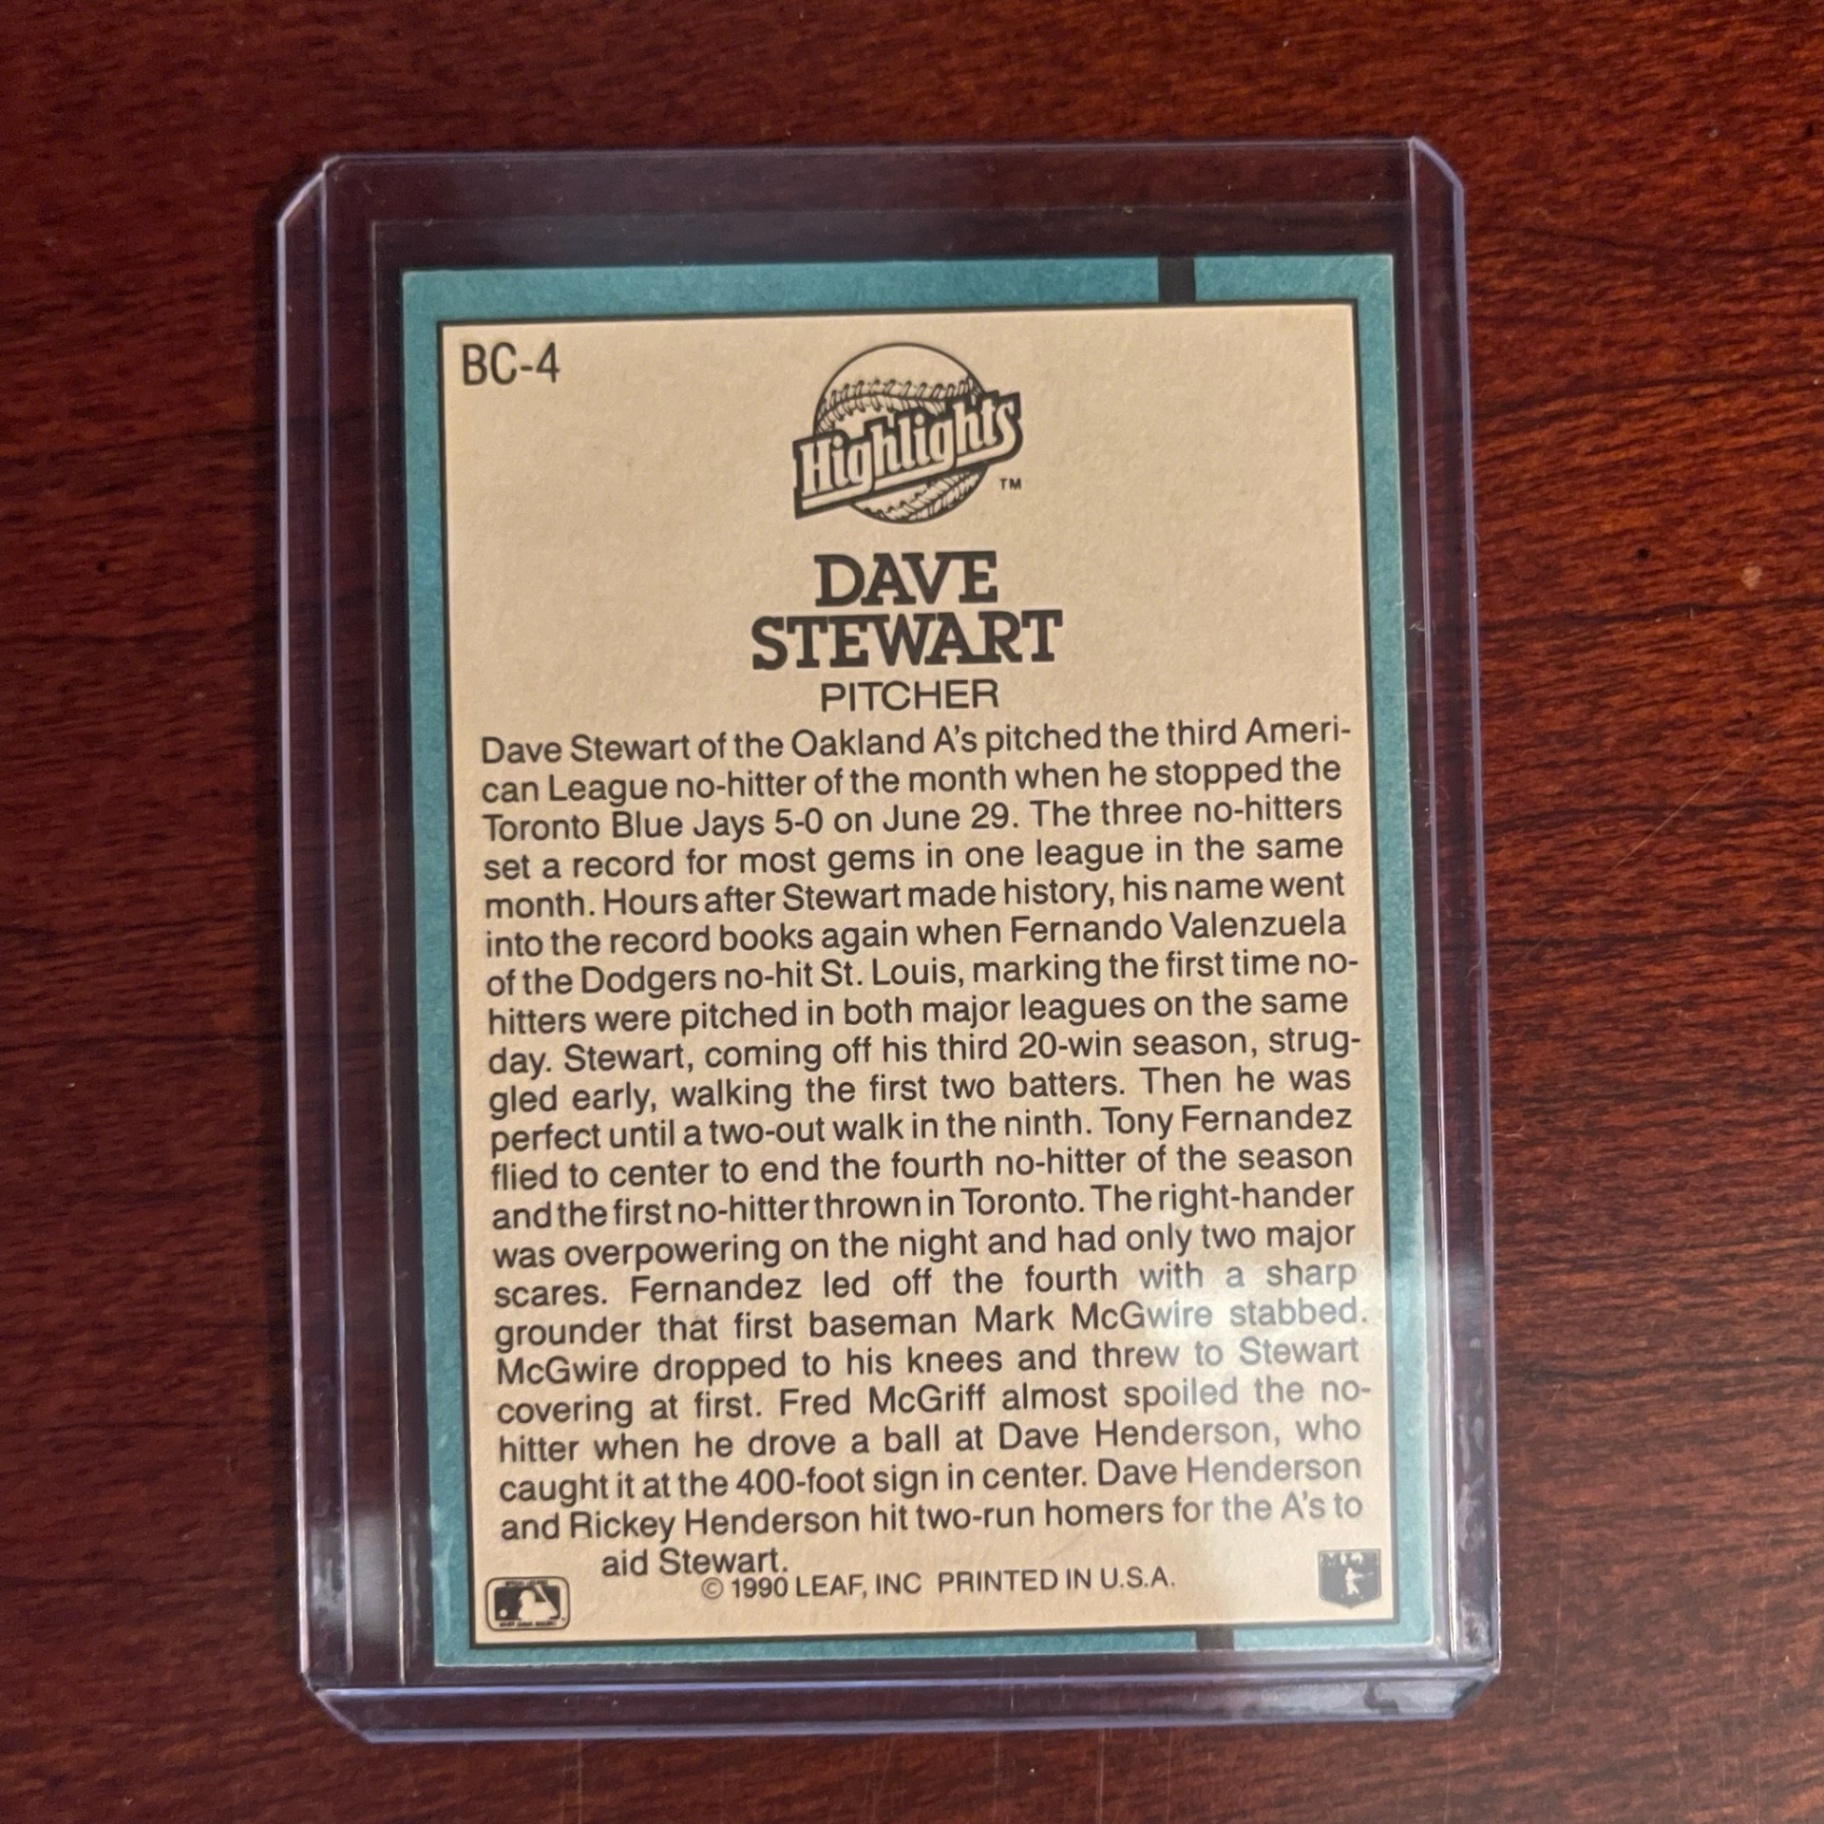 BC-4
Highlights
TM
DAVE
STEWART
PITCHER
Dave Stewart of the Oakland A's pitched the third Ameri-
can League no-hitter of the month when he stopped the
Toronto Blue Jays 5-0 on June 29. The three no-hitters
set a record for most gems in one league in the same
month. Hours after Stewart made history, his name went
into the record books again when Fernando Valenzuela
of the Dodgers no-hit St. Louis, marking the first time no-
hitters were pitched in both major leagues on the same
day. Stewart, coming off his third 20-win season, strug-
gled early, walking the first two batters. Then he was
perfect until a two-out walk in the ninth. Tony Fernandez
flied to center to end the fourth no-hitter of the season
and the first no-hitter thrown in Toronto. The right-hander
was overpowering on the night and had only two major
scares. Fernandez led off the fourth with a sharp
grounder that first baseman Mark McGwire stabbed.
McGwire dropped to his knees and threw to Stewart
covering at first. Fred McGriff almost spoiled the no-
hitter when he drove a ball at Dave Henderson, who
caught it at the 400-foot sign in center. Dave Henderson
and Rickey Henderson hit two-run homers for the A's to
aid Stewart.
© 1990 LEAF, INC PRINTED IN U.S.A.